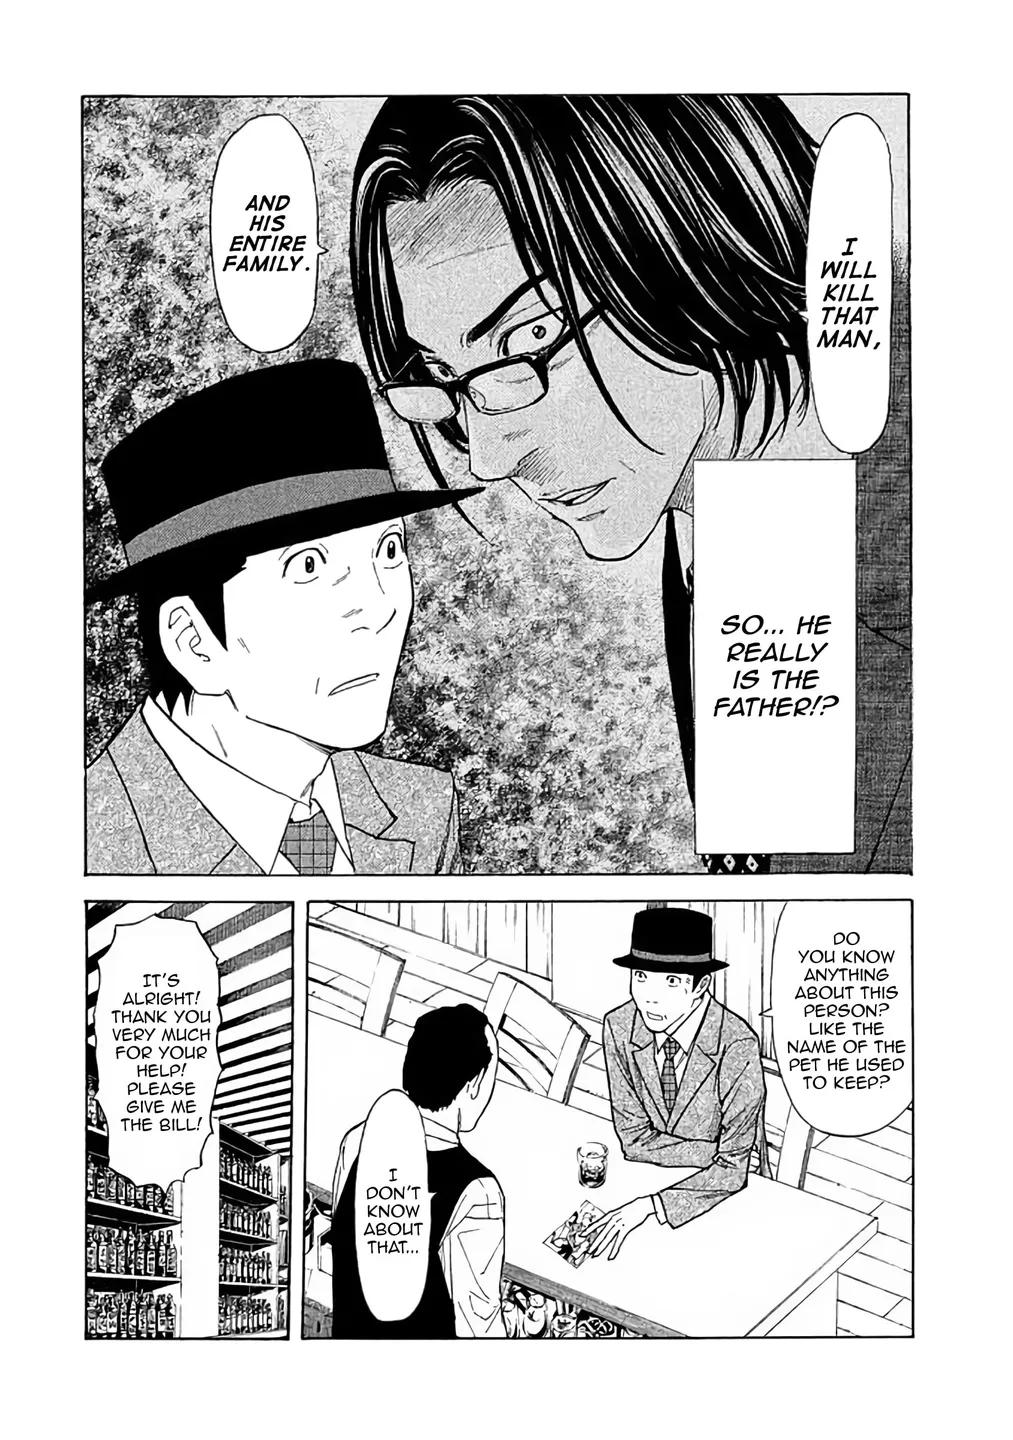 I
WILL
KILL
THAT
MAN,
AND
HIS
ENTIRE
FAMILY.
SO... HE
REALLY
IS THE
FATHER!?
DO
YOU KNOW
ANYTHING
ABOUT THIS
PERSON?
LIKE THE
NAME OF THE
PET HE USED
TO KEEP?
I
DON'T
KNOW
ABOUT
THAT...
IT'S
ALRIGHT!
THANK YOU
VERY MUCH
FOR YOUR
HELP!
PLEASE
GIVE ME
THE BILL!